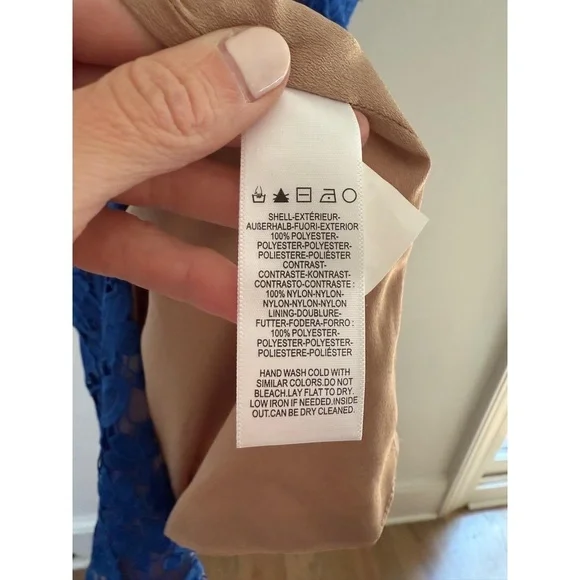 SHELL-EXTÉRIEUR-
AUßERHALB-FUORI-EXTERIOR
100% POLYESTER-
POLYESTER-POLYESTER-
POLIESTERE-POLIÉSTER
CONTRAST-
CONTRASTE-KONTRAST-
CONTRASTO-CONTRASTE :
100% NYLON-NYLON-
NYLON-NYLON-NYLON
LINING-DOUBLURE-
FUTTER-FODERA-FORRO :
100% POLYESTER-
POLYESTER-POLYESTER-
POLIESTERE-POLIÉSTER
HAND WASH COLD WITH
SIMILAR COLORS.DO NOT
BLEACH.LAY FLAT TO DRY.
LOW IRON IF NEEDED.INSIDE
OUT.CAN BE DRY CLEANED.